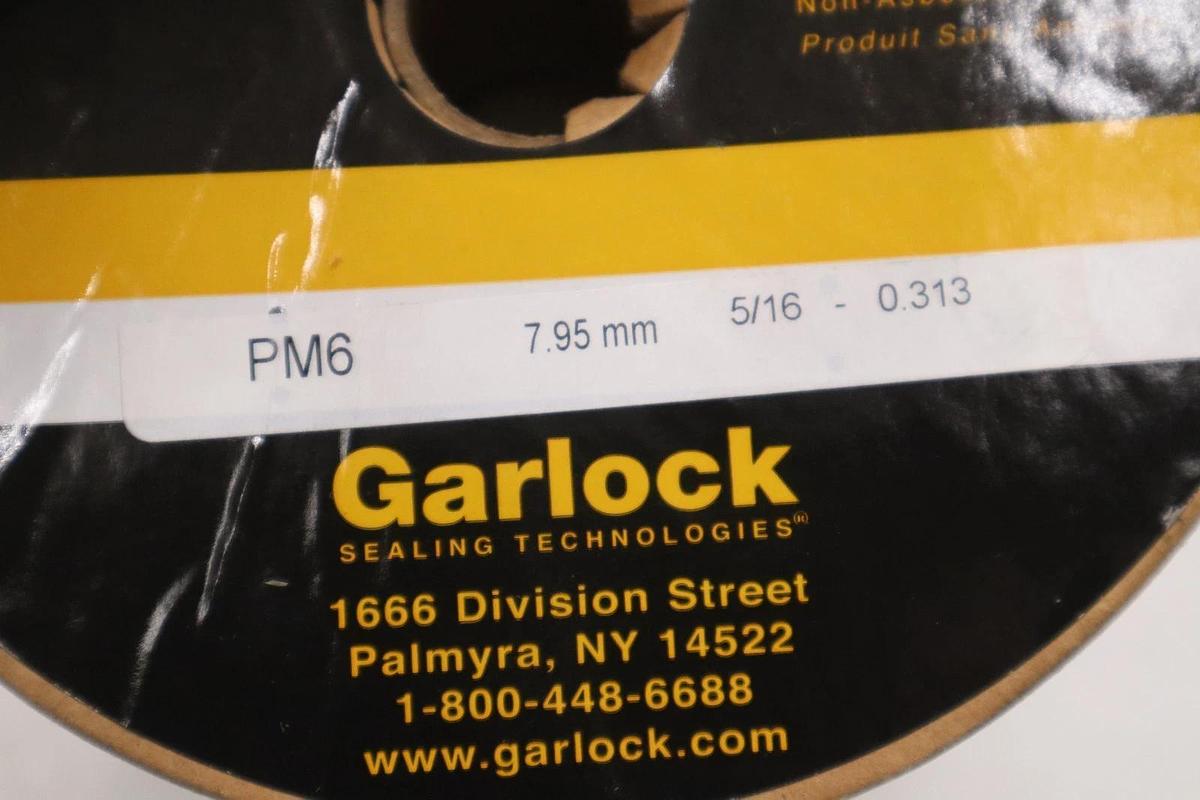 Produit Sans
PM6 7.95 mm 5/16 - 0.313
Garlock
SEALING TECHNOLOGIES®
1666 Division Street
Palmyra, NY 14522
1-800-448-6688
www.garlock.com